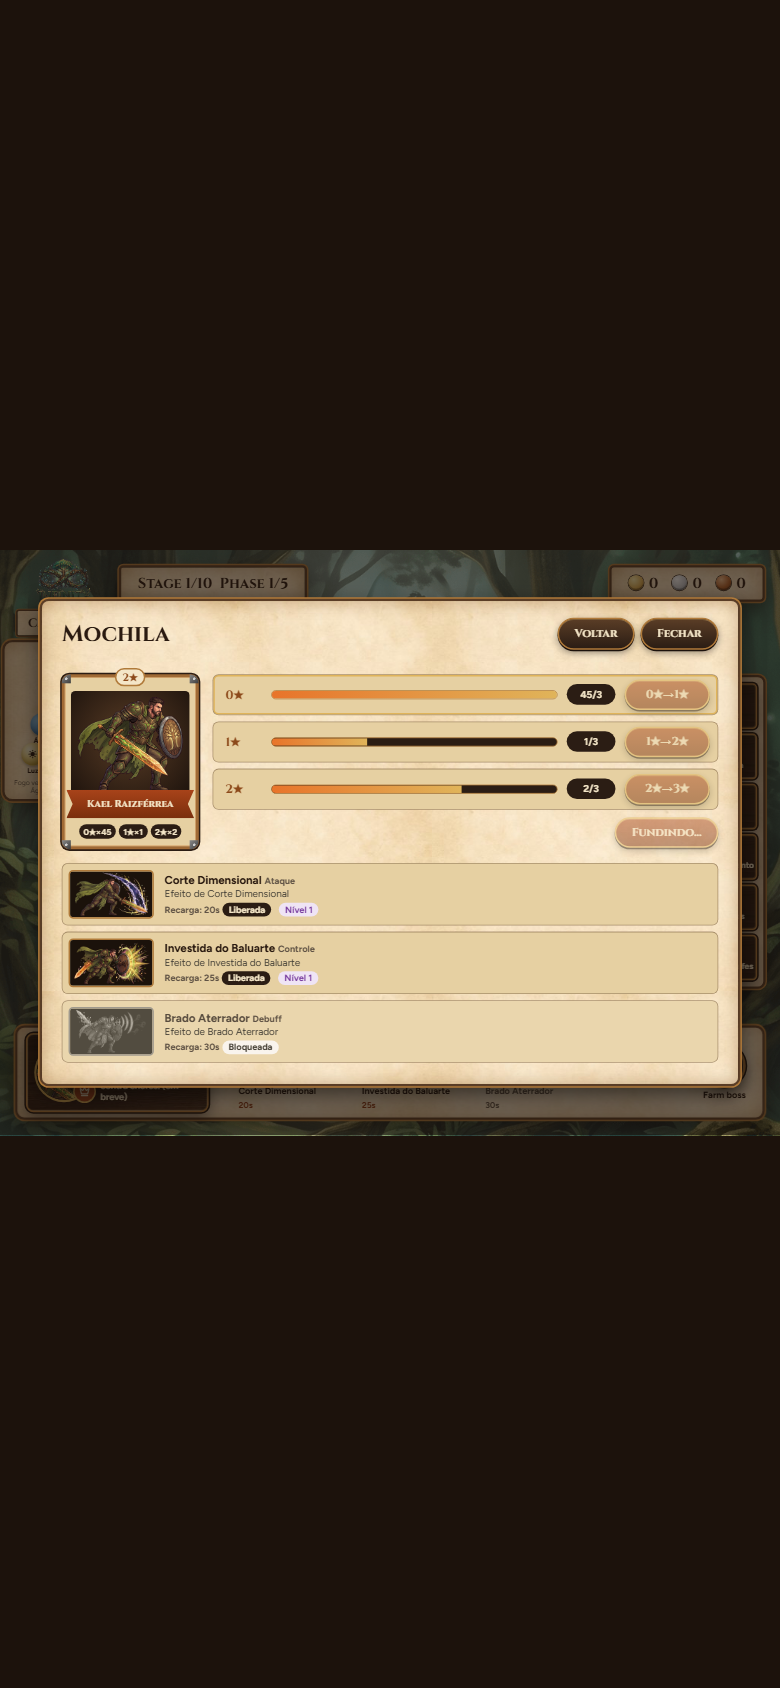 Stage 1/10 Phase 1/5
0 0 0
Mochila
Voltar
Fechar
2★
Kael Raizférrea
0★×45 1★×1 2★×2
0★ 45/3 0★→1★
1★ 1/3 1★→2★
2★ 2/3 2★→3★
Fundindo...
Corte Dimensional Ataque
Efeito de Corte Dimensional
Recarga: 20s Liberada Nível 1
Investida do Baluarte Controle
Efeito de Investida do Baluarte
Recarga: 25s Liberada Nível 1
Brado Aterrador Debuff
Efeito de Brado Aterrador
Recarga: 30s Bloqueada
breve)
Corte Dimensional
20s
Investida do Baluarte
25s
Brado Aterrador
30s
Farm boss